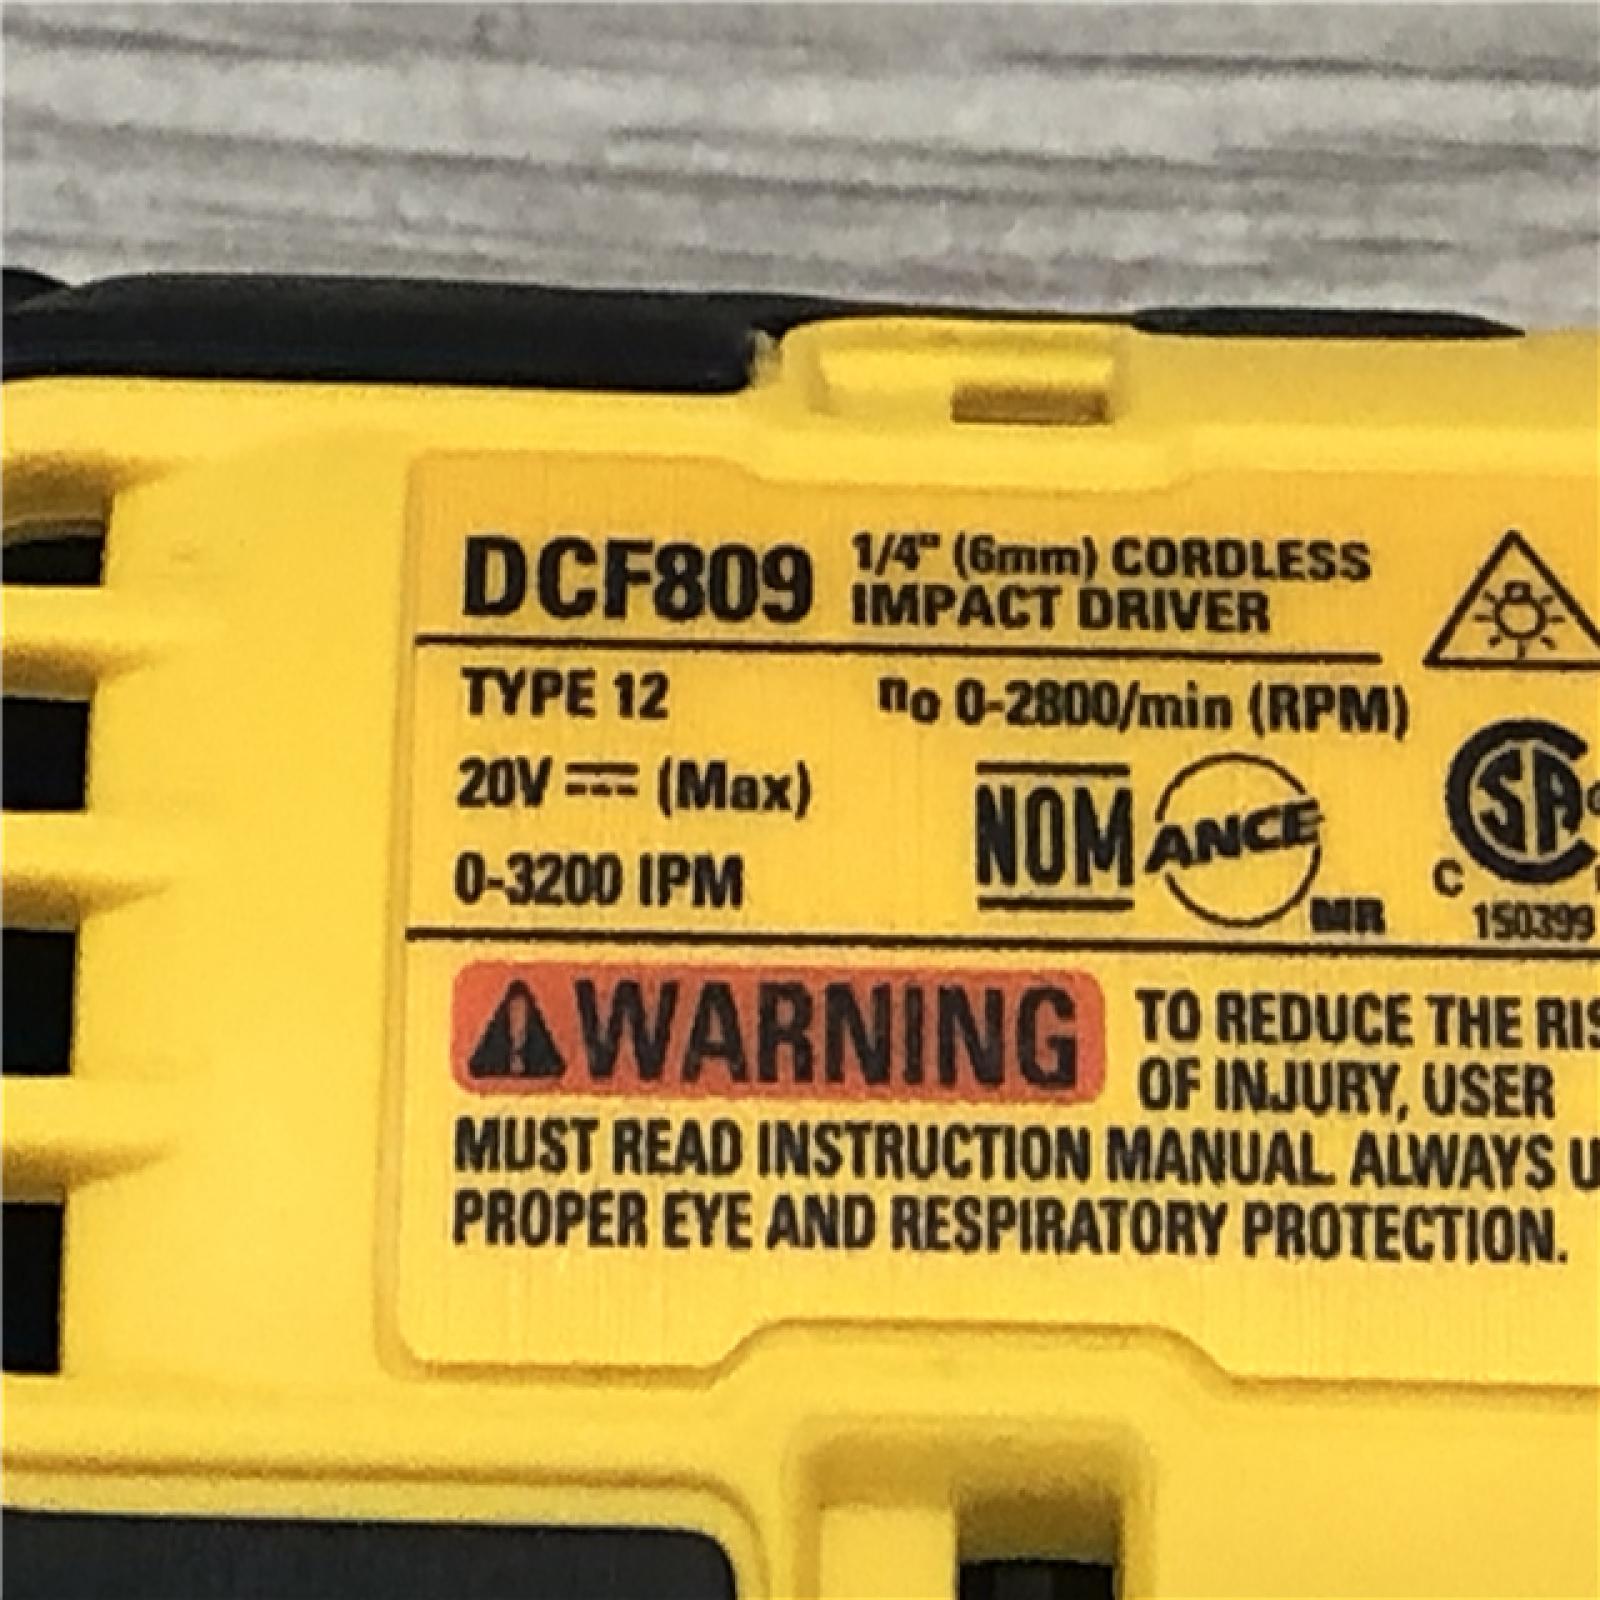 DCF809 1/4" (6mm) CORDLESS
IMPACT DRIVER
TYPE 12 no 0-2800/min (RPM)
20V (Max)
0-3200 IPM
NOM ANCE MR
CSA
C
150399
WARNING TO REDUCE THE RIS
OF INJURY, USER
MUST READ INSTRUCTION MANUAL. ALWAYS U
PROPER EYE AND RESPIRATORY PROTECTION.